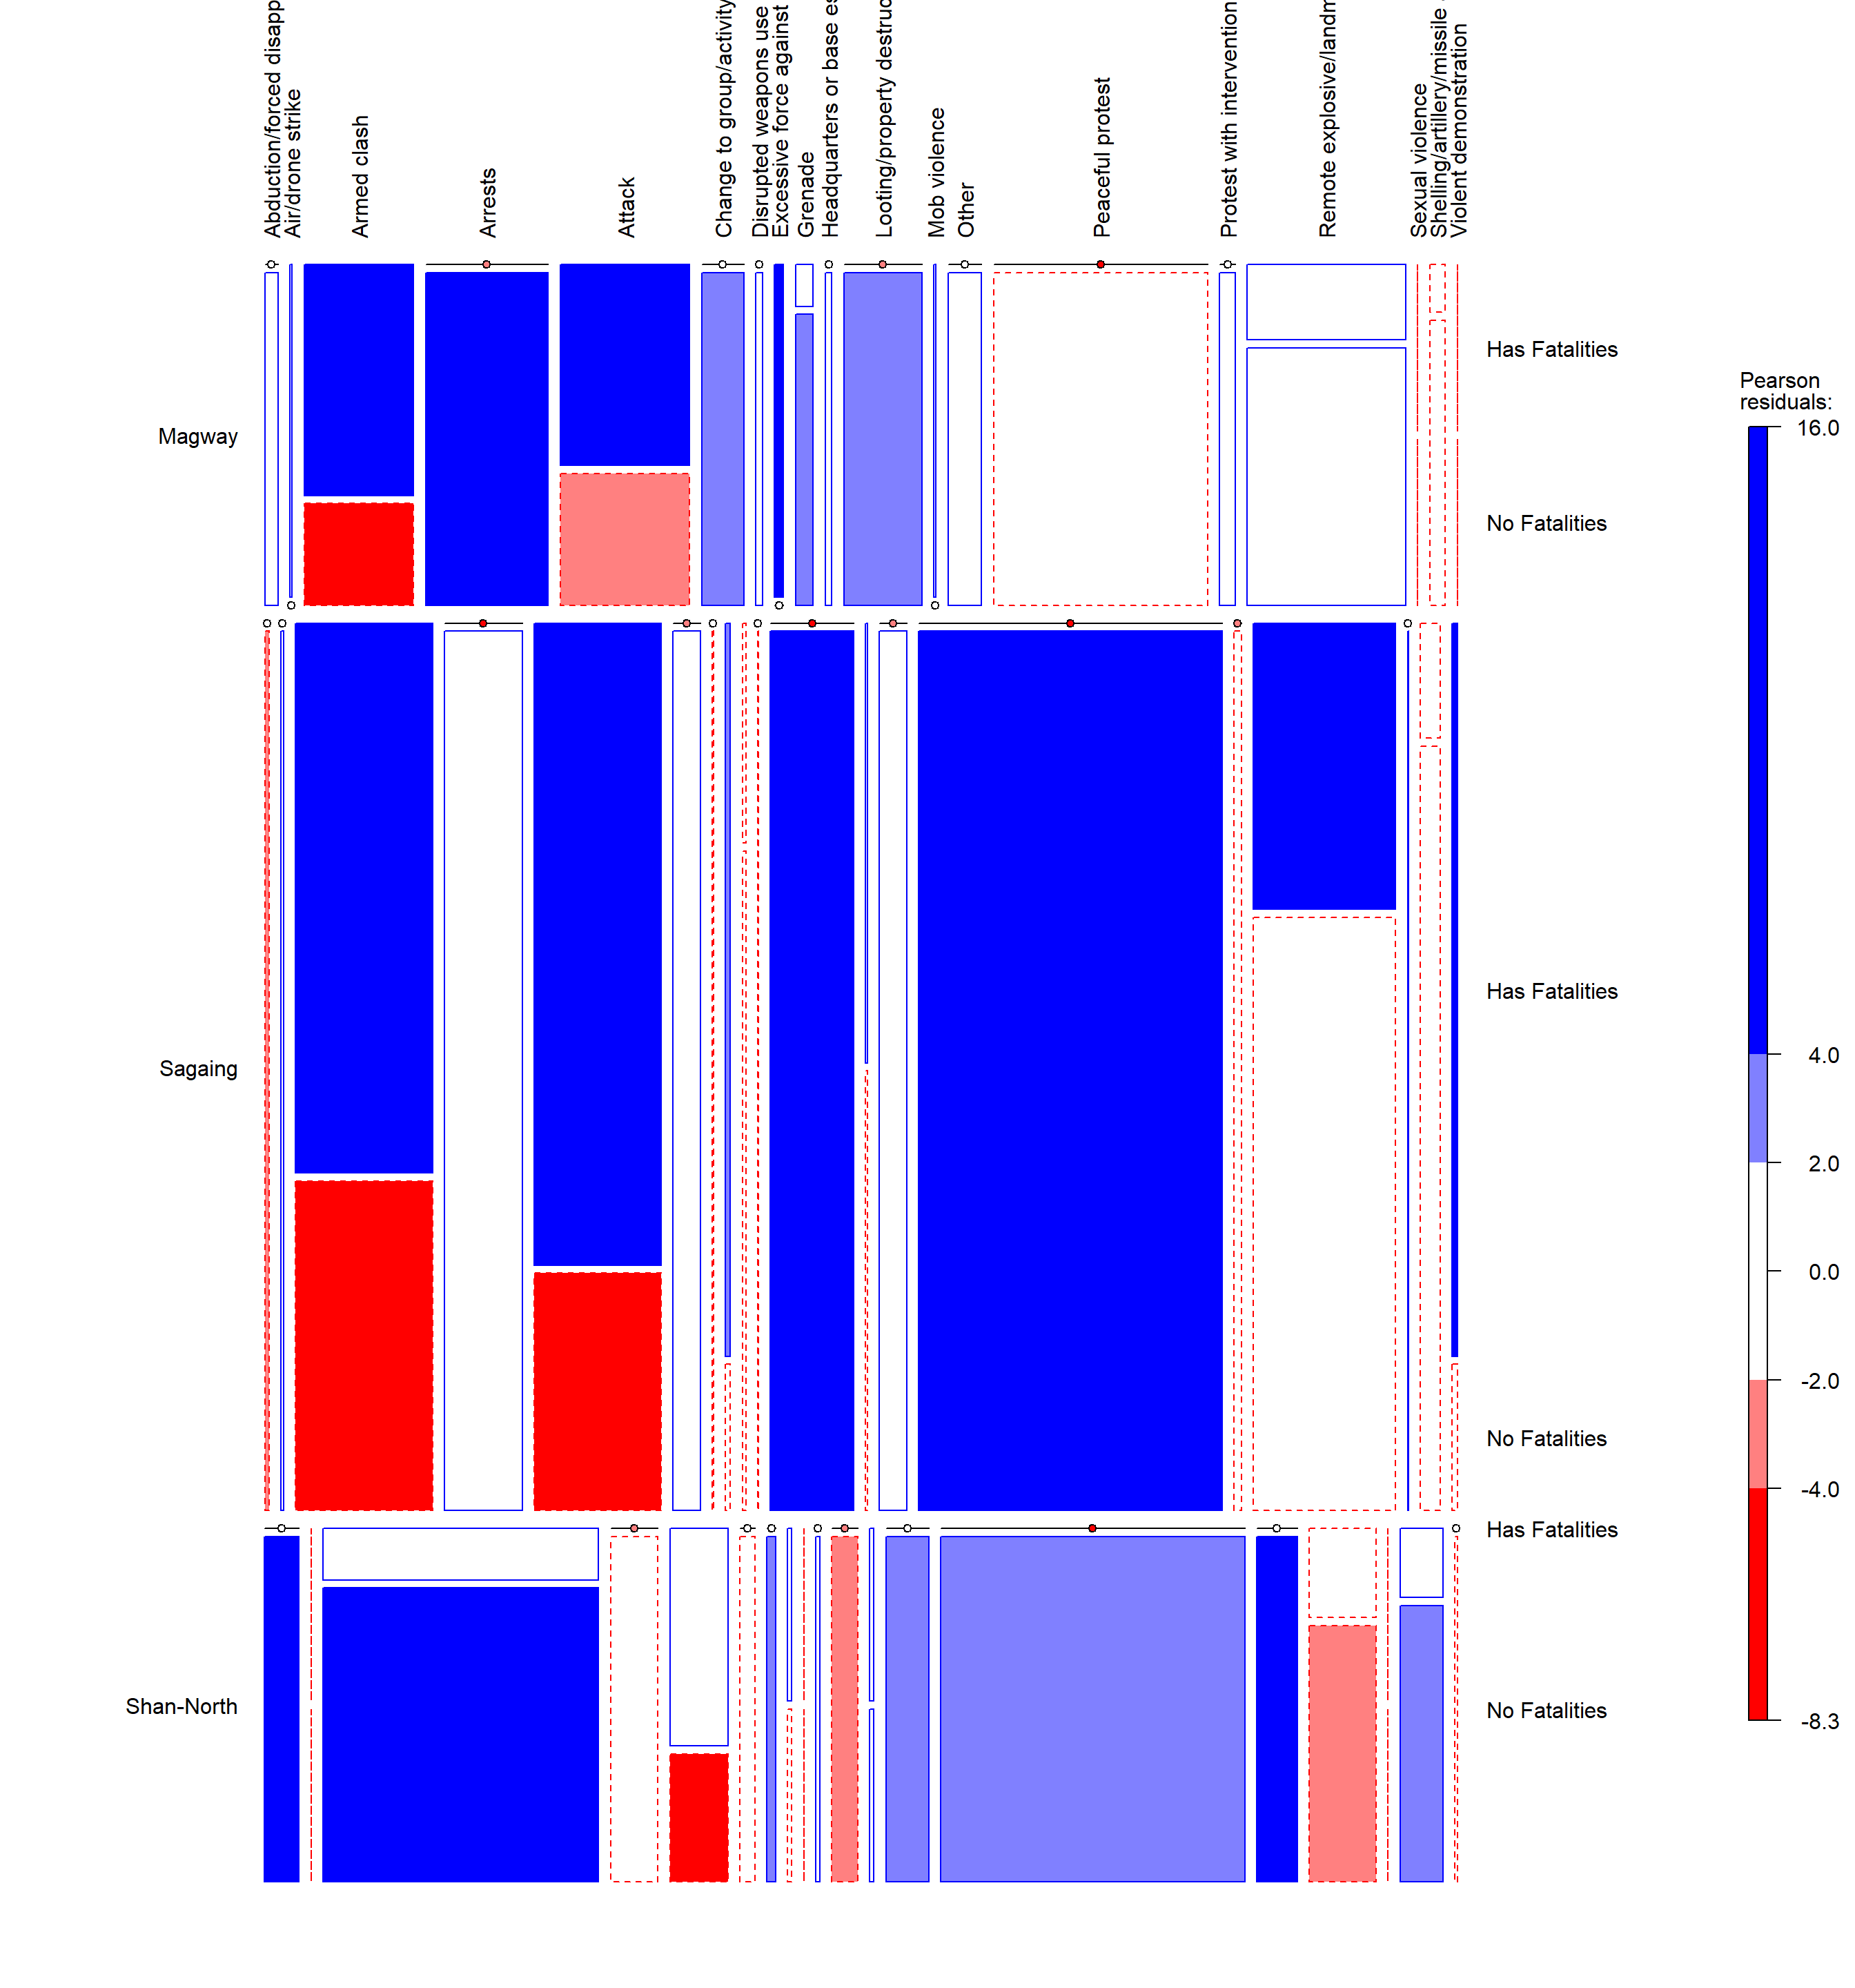 Abduction/forced disapp
Air/drone strike
Armed clash
Arrests
Attack
Change to group/activity
Disrupted weapons use
Excessive force against
Grenade
Headquarters or base es
Looting/property destruc
Mob violence
Other
Peaceful protest
Protest with intervention
Remote explosive/landm
Sexual violence
Shelling/artillery/missile
Violent demonstration
Magway
Has Fatalities
No Fatalities
Sagaing
Has Fatalities
No Fatalities
Shan-North
Has Fatalities
No Fatalities
Pearson
residuals:
16.0
4.0
2.0
0.0
-2.0
-4.0
-8.3